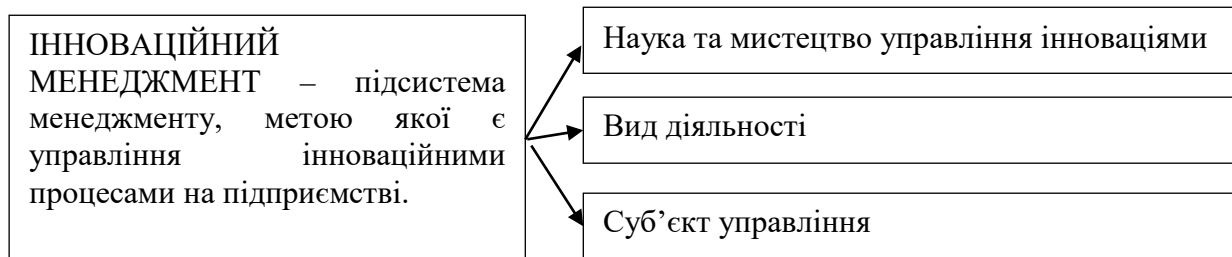 ІННОВАЦІЙНИЙ
МЕНЕДЖМЕНТ – підсистема
менеджменту, метою якої є
управління інноваційними
процесами на підприємстві.
Наука та мистецтво управління інноваціями
Вид діяльності
Суб’єкт управління